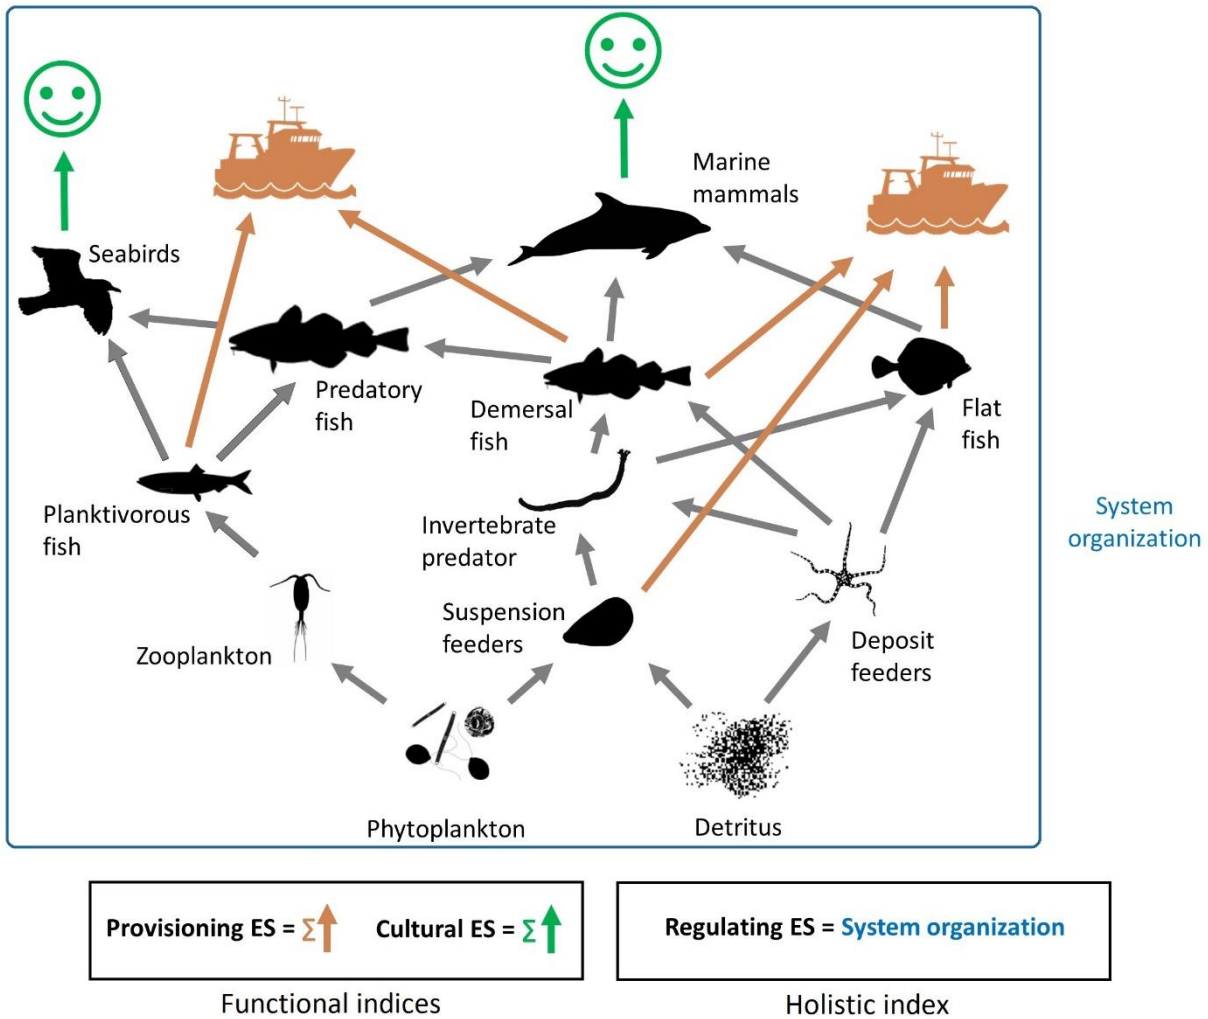 Marine
mammals
Seabirds
Predatory
fish
Demersal
fish
Flat
fish
Planktivorous
fish
Invertebrate
predator
System
organization
Zooplankton
Suspension
feeders
Deposit
feeders
Phytoplankton
Detritus
Provisioning ES = Σ
Cultural ES = Σ
Regulating ES = System organization
Functional indices
Holistic index